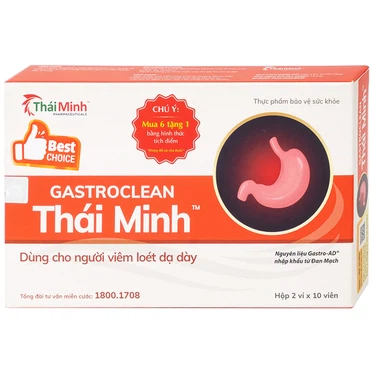 TháiMinh™
PHARMACEUTICALS
Best
CHOICE
CHÚ Ý:
Mua 6 tặng 1
bằng hình thức
tích điểm
Thực phẩm bảo vệ sức khỏe
GASTROCLEAN
Thái Minh™
Dùng cho người viêm loét dạ dày
Nguyên liệu Gastro-AD®
nhập khẩu từ Đan Mạch
Tổng đài tư vấn miễn cước: 1800.1708
Hộp 2 vỉ x 10 viên